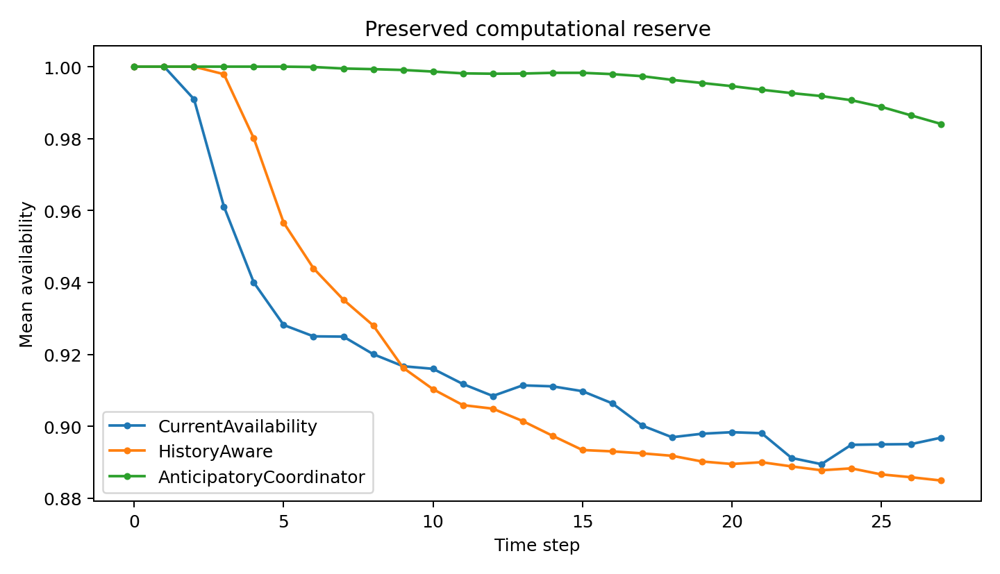 Preserved computational reserve
Mean availability
1.00
0.98
0.96
0.94
0.92
0.90
0.88
CurrentAvailability
HistoryAware
AnticipatoryCoordinator
0 5 10 15 20 25
Time step